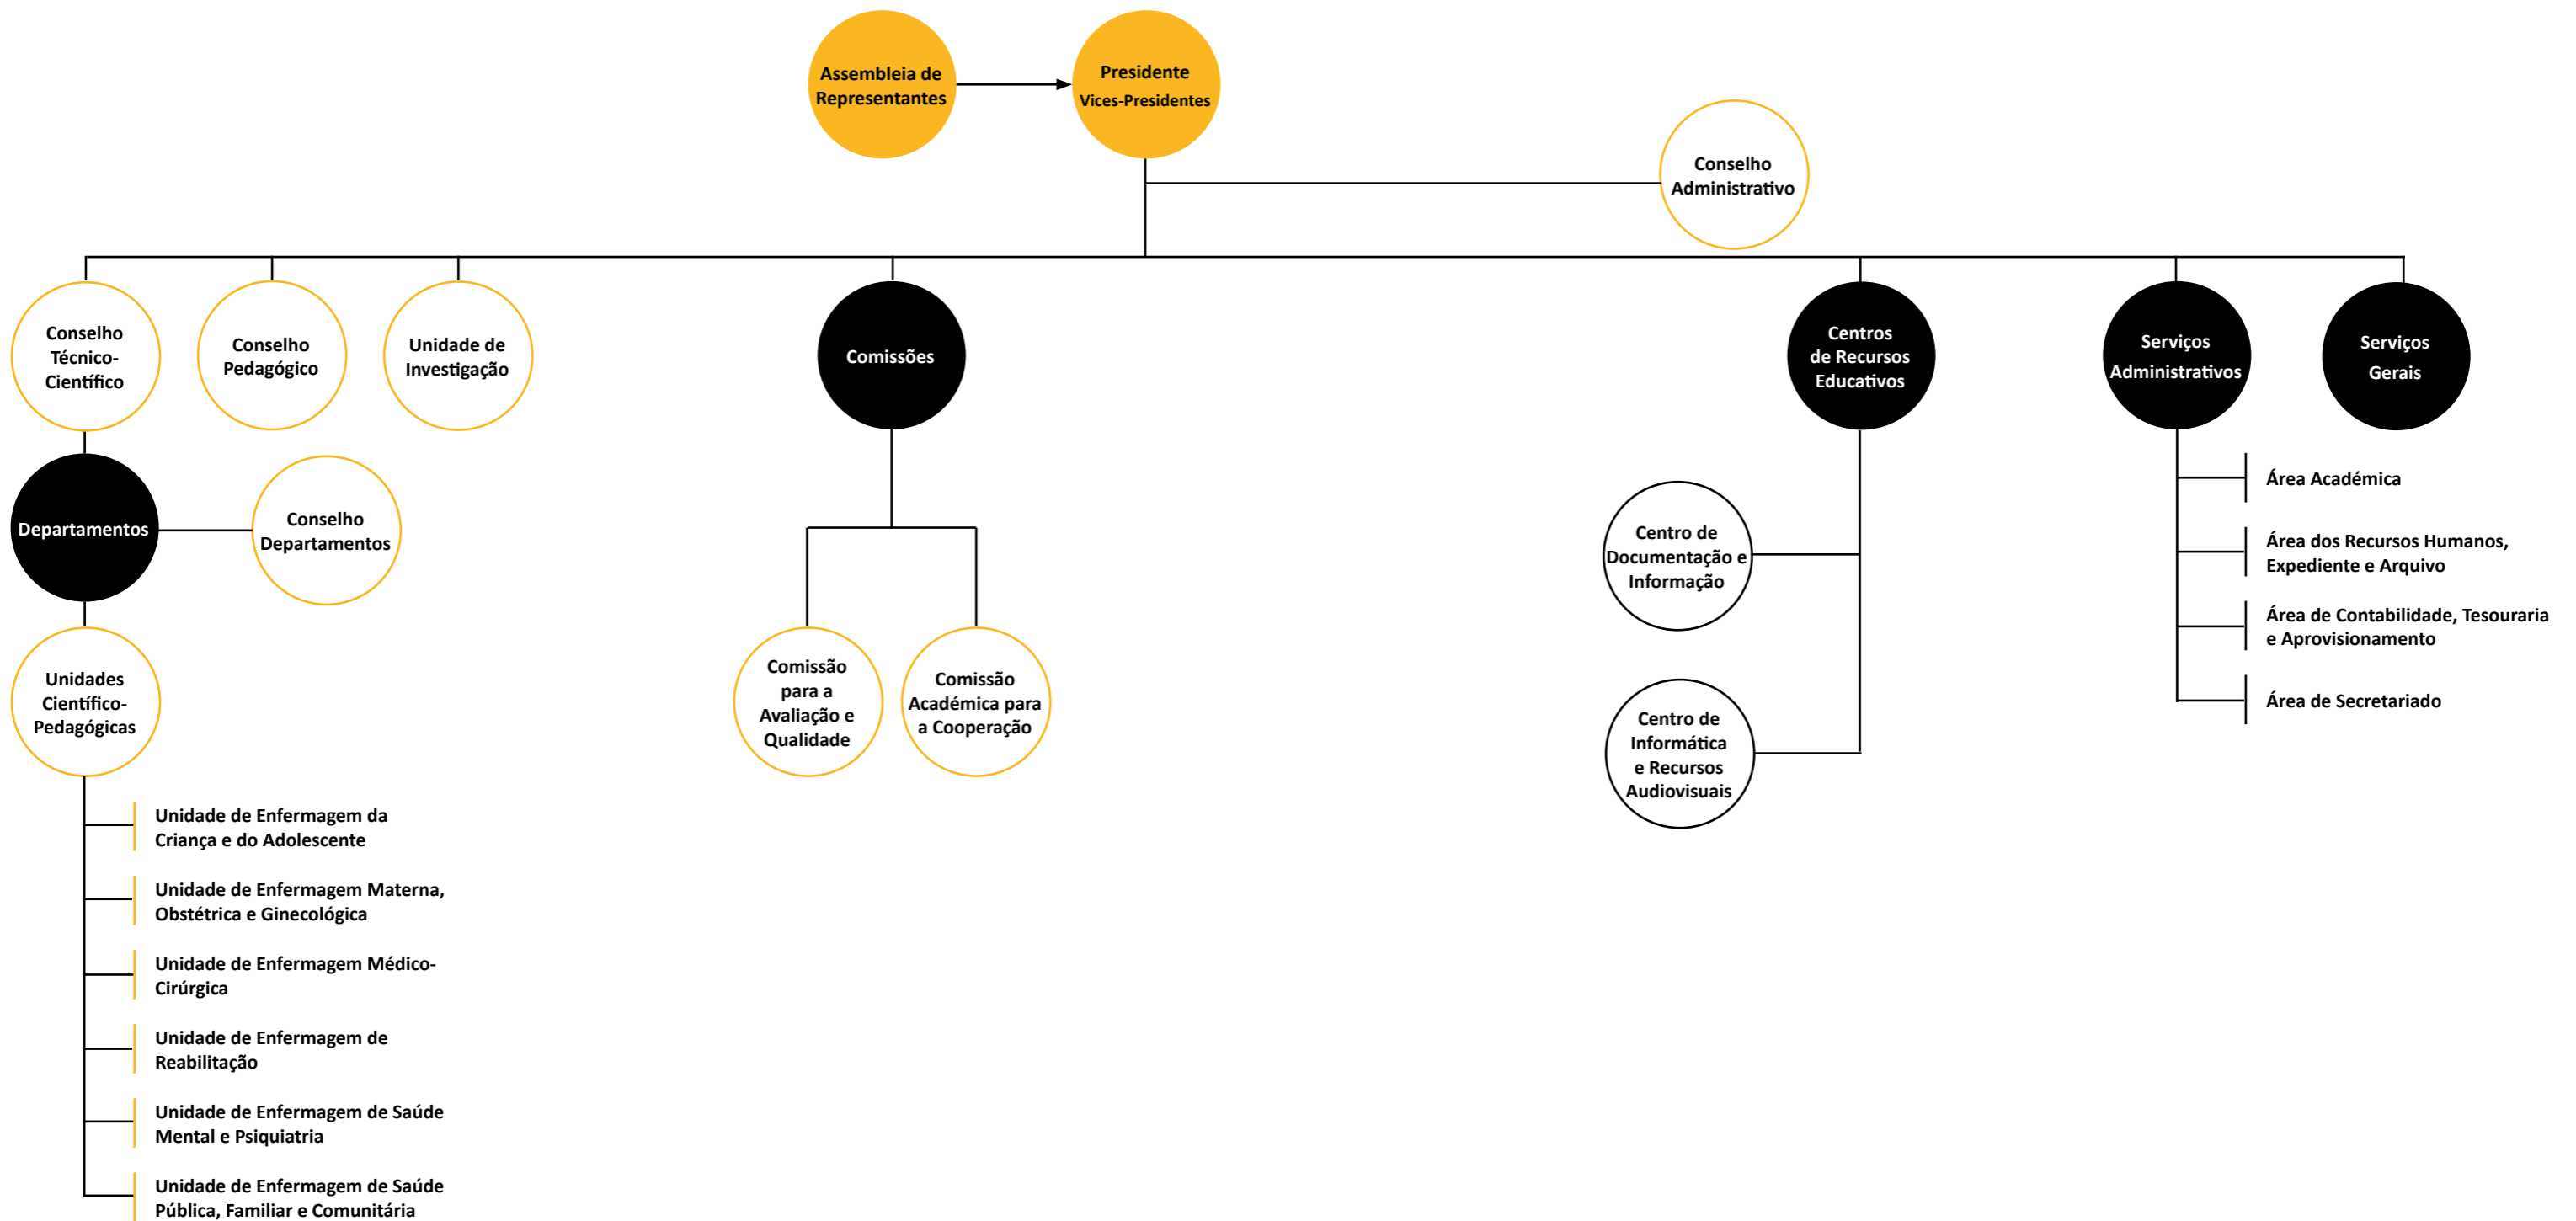 Assembleia de
Representantes
Presidente
Vices-Presidentes
Conselho
Administrativo
Conselho
Técnico-
Científico
Conselho
Pedagógico
Unidade de
Investigação
Comissões
Centros
de Recursos
Educativos
Serviços
Administrativos
Serviços
Gerais
Departamentos
Conselho
Departamentos
Unidades
Científico-
Pedagógicas
Comissão
para a
Avaliação e
Qualidade
Comissão
Académica para
a Cooperação
Centro de
Documentação e
Informação
Centro de
Informática
e Recursos
Audiovisuais
Área Académica
Área dos Recursos Humanos,
Expediente e Arquivo
Área de Contabilidade, Tesouraria
e Aprovisionamento
Área de Secretariado
Unidade de Enfermagem da
Criança e do Adolescente
Unidade de Enfermagem Materna,
Obstétrica e Ginecológica
Unidade de Enfermagem Médico-
Cirúrgica
Unidade de Enfermagem de
Reabilitação
Unidade de Enfermagem de Saúde
Mental e Psiquiatria
Unidade de Enfermagem de Saúde
Pública, Familiar e Comunitária